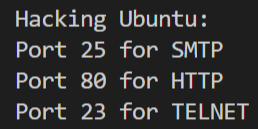 Hacking Ubuntu:
Port 25 for SMTP
Port 80 for HTTP
Port 23 for TELNET